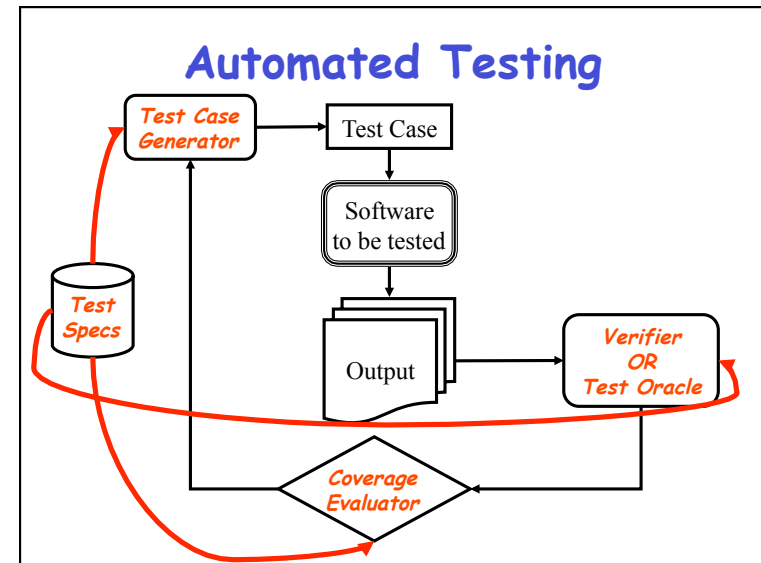 Automated Testing
Test Case
Generator
Test Case
Software
to be tested
Test
Specs
Output
Verifier
OR
Test Oracle
Coverage
Evaluator